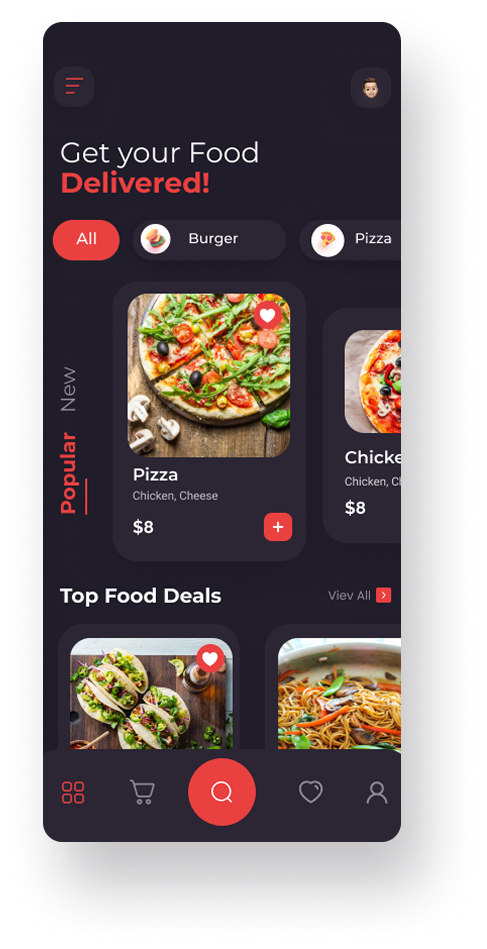 Get your Food
Delivered!
All
Burger
Pizza
New
Popular
Pizza
Chicken, Cheese
$8
Chicke
Chicken, Ch
$8
Top Food Deals
Viev All